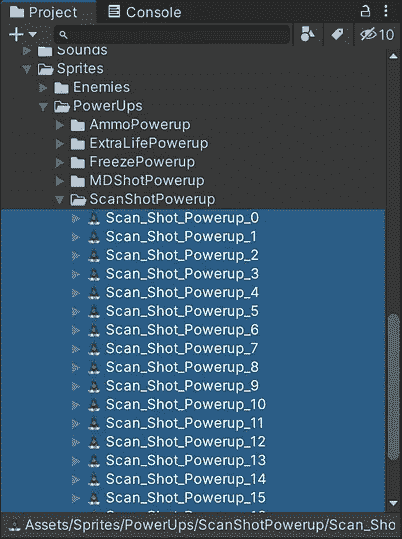 Project Console
10
Sounds
Sprites
Enemies
PowerUps
AmmoPowerup
ExtraLifePowerup
FreezePowerup
MDShotPowerup
ScanShotPowerup
Scan_Shot_Powerup_0
Scan_Shot_Powerup_1
Scan_Shot_Powerup_2
Scan_Shot_Powerup_3
Scan_Shot_Powerup_4
Scan_Shot_Powerup_5
Scan_Shot_Powerup_6
Scan_Shot_Powerup_7
Scan_Shot_Powerup_8
Scan_Shot_Powerup_9
Scan_Shot_Powerup_10
Scan_Shot_Powerup_11
Scan_Shot_Powerup_12
Scan_Shot_Powerup_13
Scan_Shot_Powerup_14
Scan_Shot_Powerup_15
Assets/Sprites/PowerUps/ScanShotPowerup/Scan_Sho